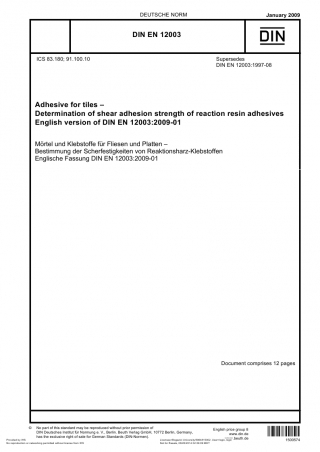 DEUTSCHE NORM
January 2009
DIN EN 12003
DIN
ICS 83.180; 91.100.10
Supersedes
DIN EN 12003:1997-08
Adhesive for tiles –
Determination of shear adhesion strength of reaction resin adhesives
English version of DIN EN 12003:2009-01
Mörtel und Klebstoffe für Fliesen und Platten –
Bestimmung der Scherfestigkeiten von Reaktionsharz-Klebstoffen
Englische Fassung DIN EN 12003:2009-01
Document comprises 12 pages
© No part of this standard may be reproduced without prior permission of
DIN Deutsches Institut für Normung e. V., Berlin. Beuth Verlag GmbH, 10772 Berlin, Germany,
has the exclusive right of sale for German Standards (DIN-Normen).
English price group 9
www.din.de
beuth.de